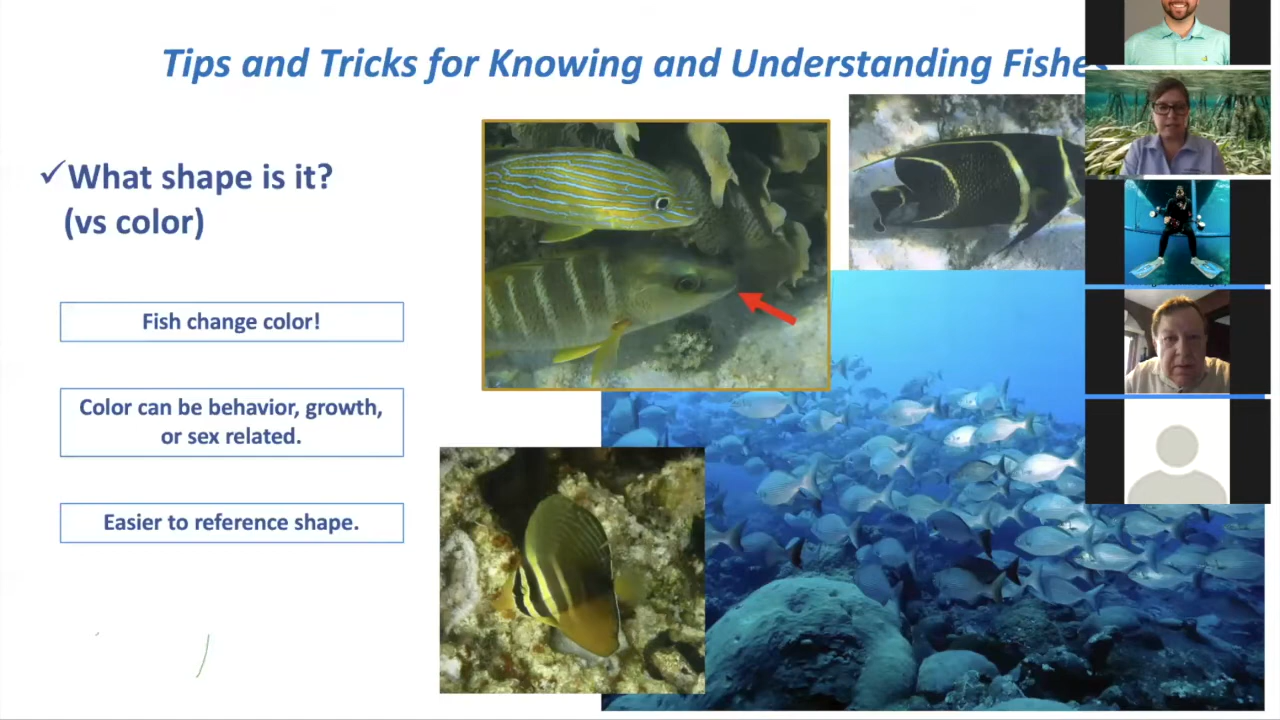 Tips and Tricks for Knowing and Understanding Fishes
✓What shape is it?
(vs color)
Fish change color!
Color can be behavior, growth,
or sex related.
Easier to reference shape.